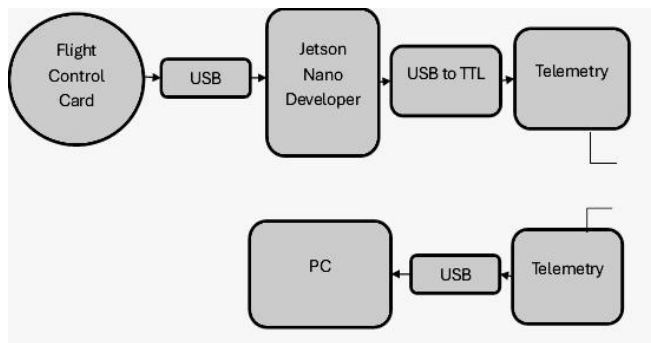 Flight
Control
Card
USB
Jetson
Nano
Developer
USB to TTL
Telemetry
PC
USB
Telemetry